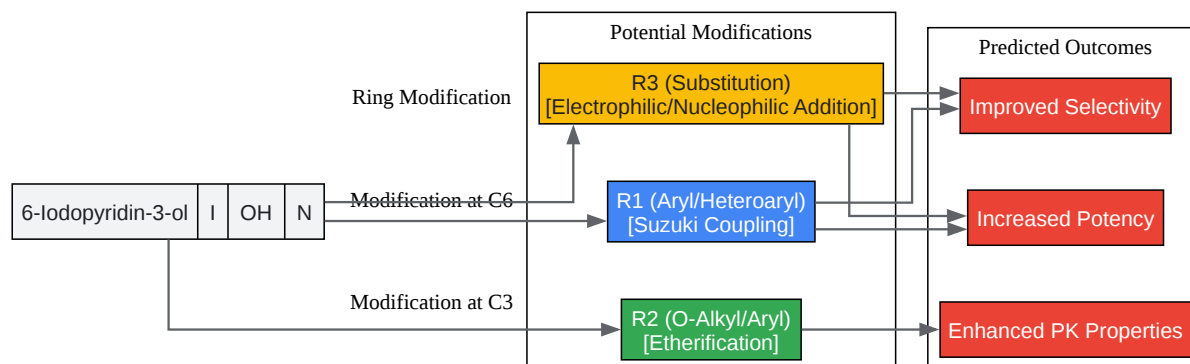 Potential Modifications
Predicted Outcomes
Ring Modification
R3 (Substitution)
[Electrophilic/Nucleophilic Addition]
Improved Selectivity
6-Iodopyridin-3-ol I OH N
Modification at C6
R1 (Aryl/Heteroaryl)
[Suzuki Coupling]
Increased Potency
Modification at C3
R2 (O-Alkyl/Aryl)
[Etherification]
Enhanced PK Properties